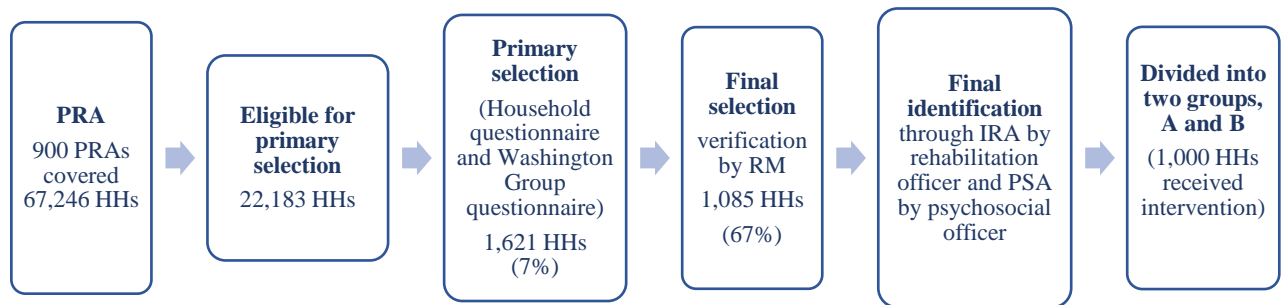 PRA
900 PRAs
covered
67,246 HHs
Eligible for
primary
selection
22,183 HHs
Primary
selection
(Household
questionnaire
and Washington
Group
questionnaire)
1,621 HHs
(7%)
Final
selection
verification
by RM
1,085 HHs
(67%)
Final
identification
through IRA by
rehabilitation
officer and PSA
by psychosocial
officer
Divided into
two groups,
A and B
(1,000 HHs
received
intervention)